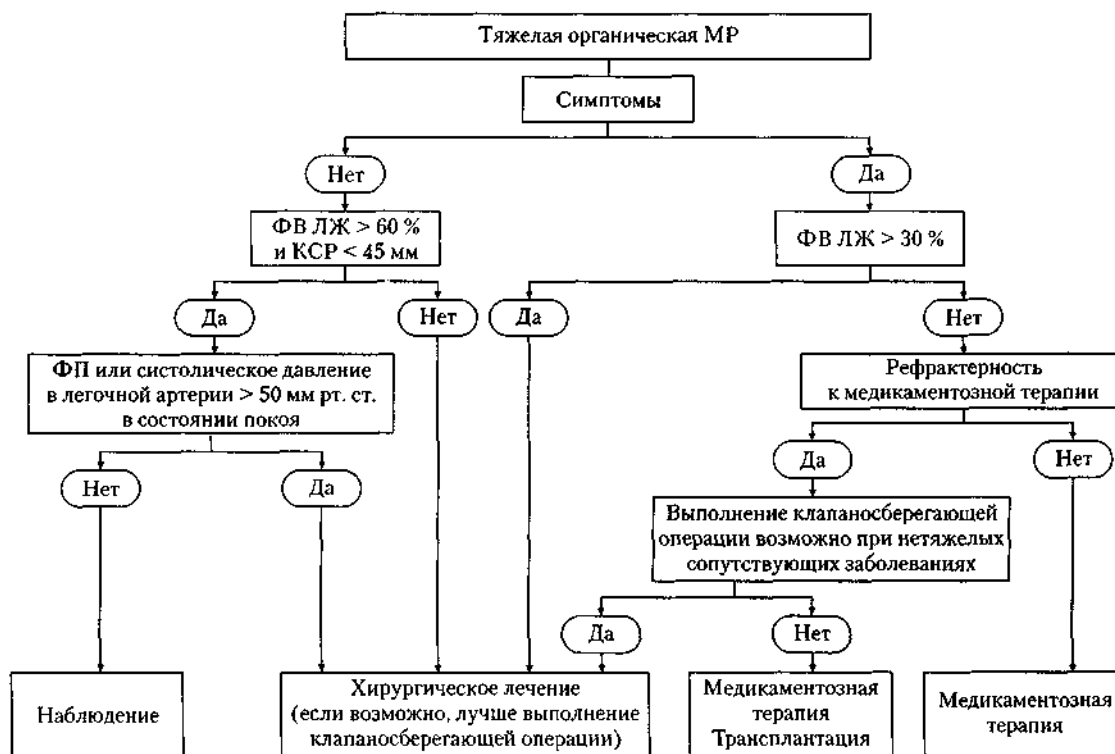 Тяжелая органическая МР
Симптомы
Нет
Да
ФВ ЛЖ > 60 %
и КСР < 45 мм
ФВ ЛЖ > 30 %
Да
Нет
Да
Нет
ФП или систолическое давление
в легочной артерии > 50 мм рт. ст.
в состоянии покоя
Рефрактерность
к медикаментозной терапии
Нет
Да
Да
Нет
Выполнение клапаносберегающей
операции возможно при нетяжелых
сопутствующих заболеваниях
Да
Нет
Наблюдение
Хирургическое лечение
(если возможно, лучше выполнение
клапаносберегающей операции)
Медикаментозная
терапия
Трансплантация
Медикаментозная
терапия